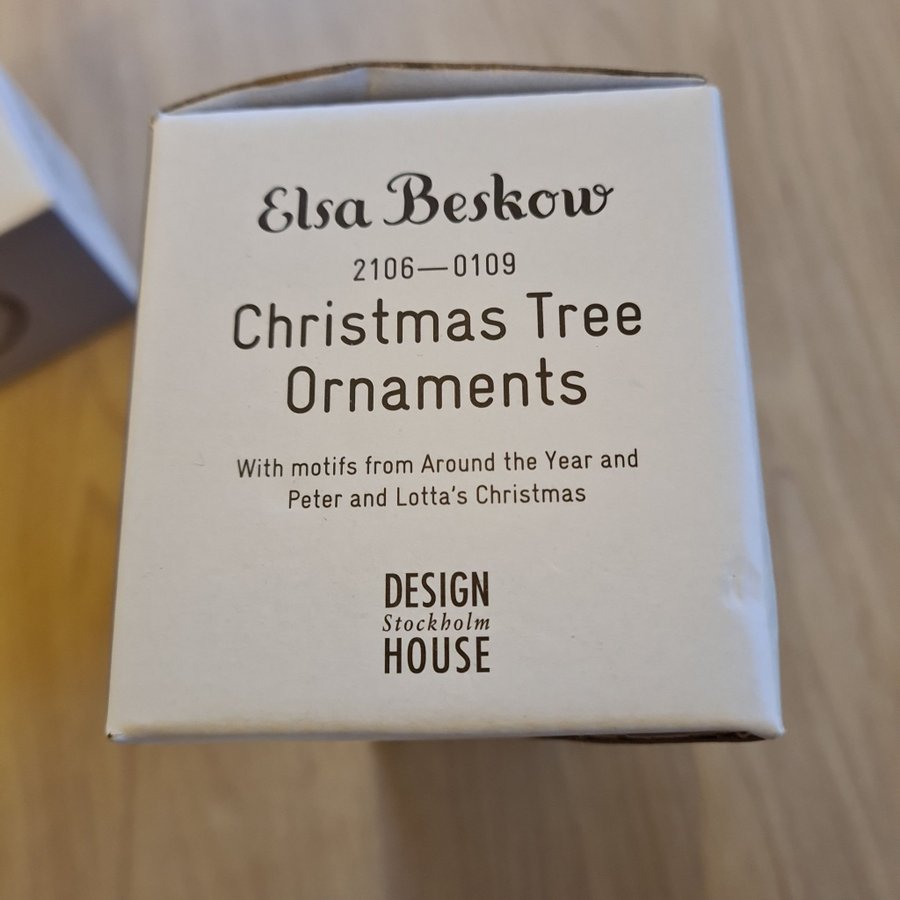 Elsa Beskow
2106—0109
Christmas Tree
Ornaments
With motifs from Around the Year and
Peter and Lotta's Christmas
DESIGN
Stockholm
HOUSE